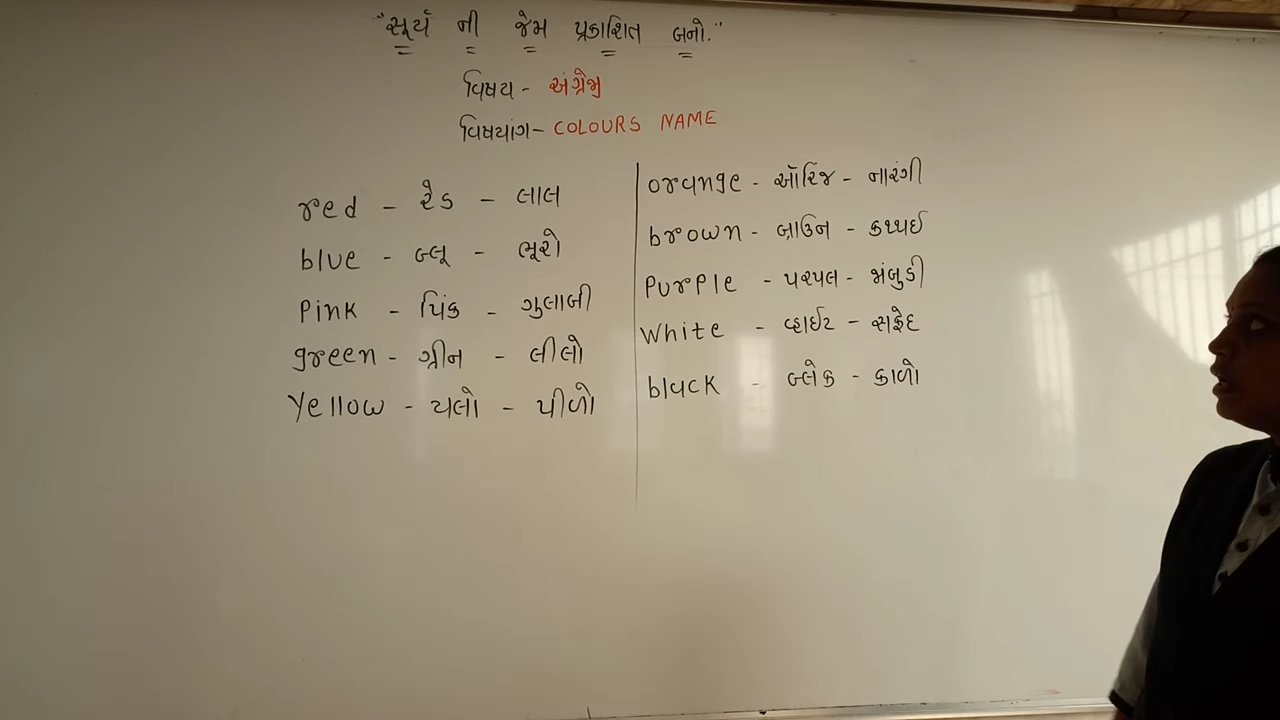 "સૂર્ય ની જેમ પ્રકાશિત બનો."
વિષય - અંગ્રેજી
વિષયાંગ - COLOURS NAME
red - રેડ - લાલ
blue - બ્લૂ - ભૂરો
Pink - પિંક - ગુલાબી
green - ગ્રીન - લીલો
Yellow - યલો - પીળો
orange - ઓરેંજ - નારંગી
brown - બ્રાઉન - કથ્થઈ
Purple - પરપલ - જાંબુડી
White - વ્હાઈટ - સફેદ
black - બ્લેક - કાળો